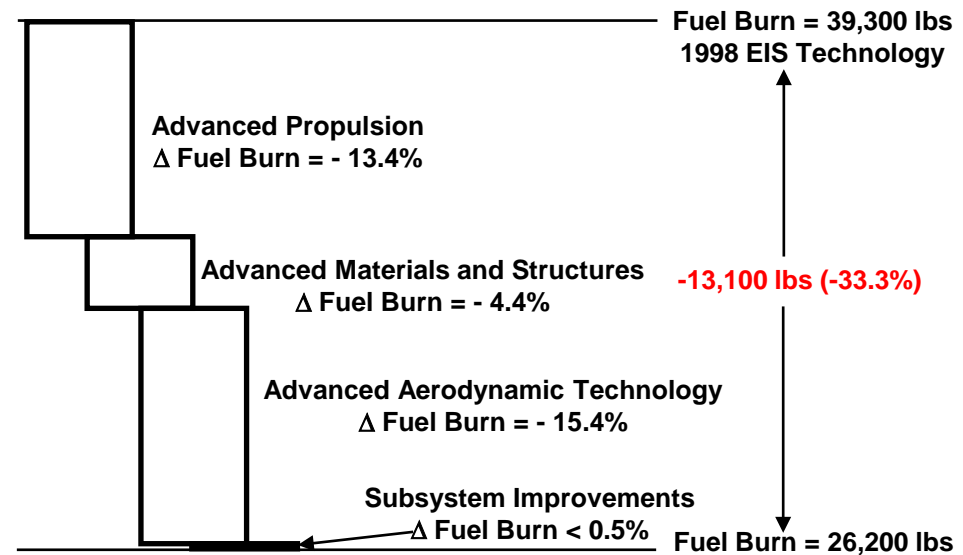 Fuel Burn = 39,300 lbs
1998 EIS Technology
Advanced Propulsion
Δ Fuel Burn = - 13.4%
Advanced Materials and Structures
Δ Fuel Burn = - 4.4%
-13,100 lbs (-33.3%)
Advanced Aerodynamic Technology
Δ Fuel Burn = - 15.4%
Subsystem Improvements
Δ Fuel Burn < 0.5%
Fuel Burn = 26,200 lbs